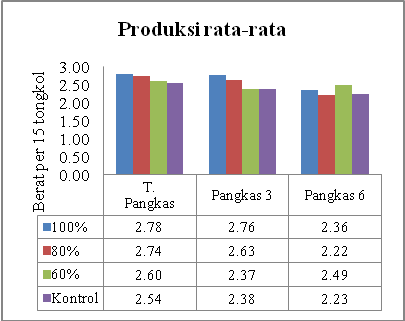 Produksi rata-rata
Berat per 15 tongkol
3.00
2.50
2.00
1.50
1.00
0.50
0.00
T. Pangkas Pangkas 3 Pangkas 6
100% 2.78 2.76 2.36
80% 2.74 2.63 2.22
60% 2.60 2.37 2.49
Kontrol 2.54 2.38 2.23